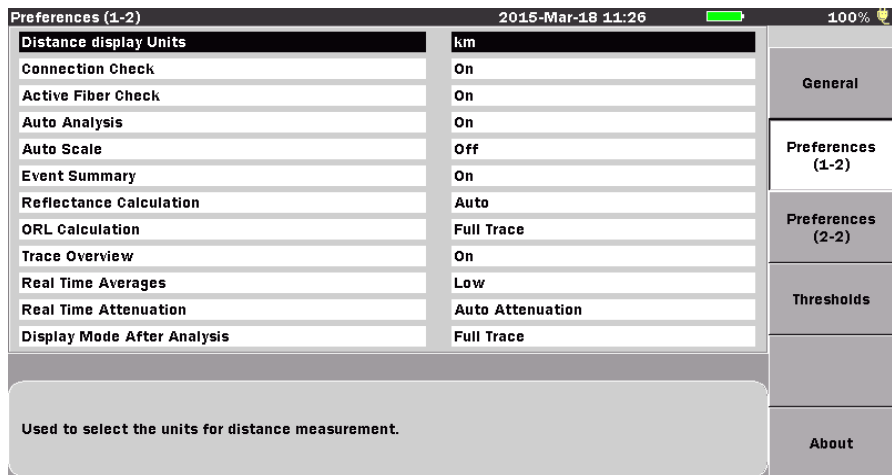 Preferences (1-2) 2015-Mar-18 11:26 100%
Distance display Units km
Connection Check On
Active Fiber Check On
Auto Analysis On
Auto Scale Off
Event Summary On
Reflectance Calculation Auto
ORL Calculation Full Trace
Trace Overview On
Real Time Averages Low
Real Time Attenuation Auto Attenuation
Display Mode After Analysis Full Trace
Used to select the units for distance measurement.
General
Preferences
(1-2)
Preferences
(2-2)
Thresholds
About